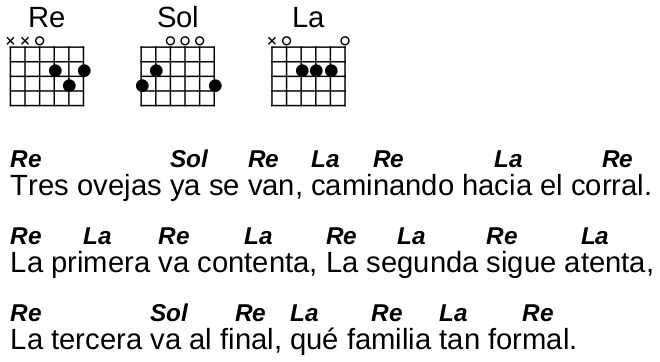 Re Sol La
Re Sol Re La Re La Re
Tres ovejas ya se van, caminando hacia el corral.
Re La Re La Re La Re La
La primera va contenta, La segunda sigue atenta,
Re Sol Re La Re La Re
La tercera va al final, qué familia tan formal.